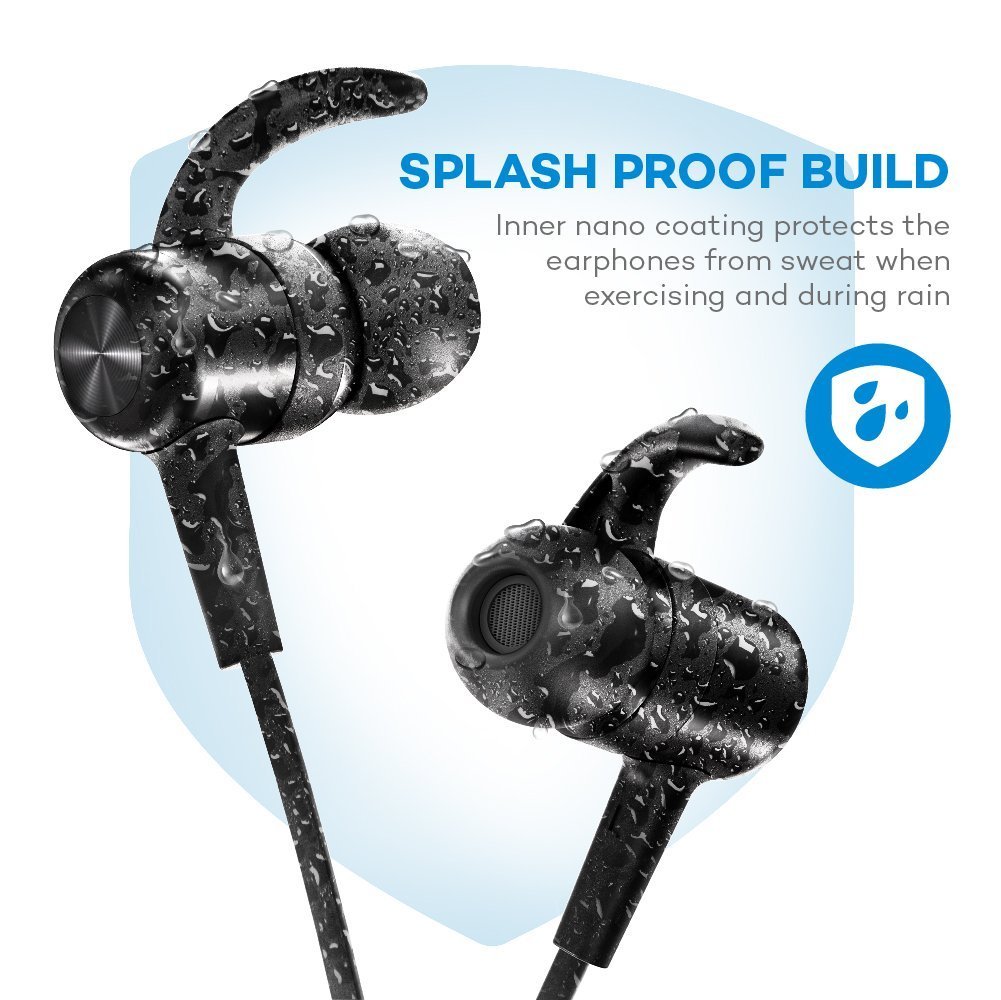 SPLASH PROOF BUILD
Inner nano coating protects the
earphones from sweat when
exercising and during rain